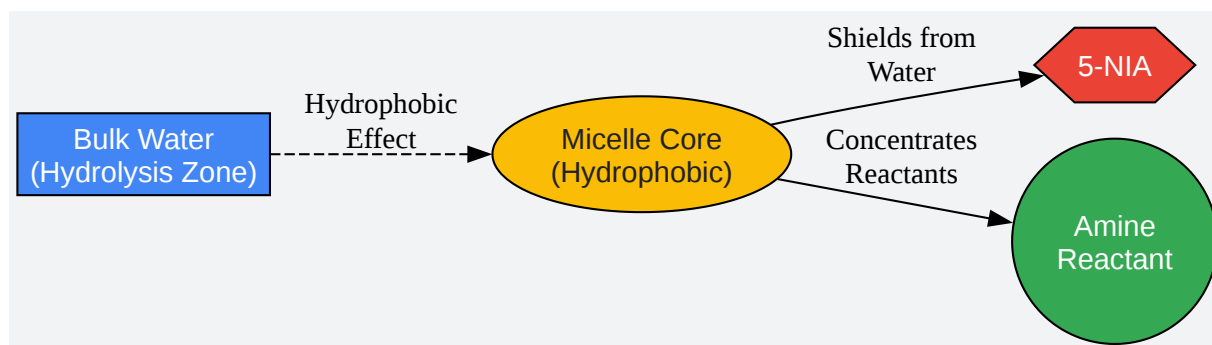 Bulk Water
(Hydrolysis Zone)
Hydrophobic
Effect
Micelle Core
(Hydrophobic)
Shields from
Water
5-NIA
Concentrates
Reactants
Amine
Reactant